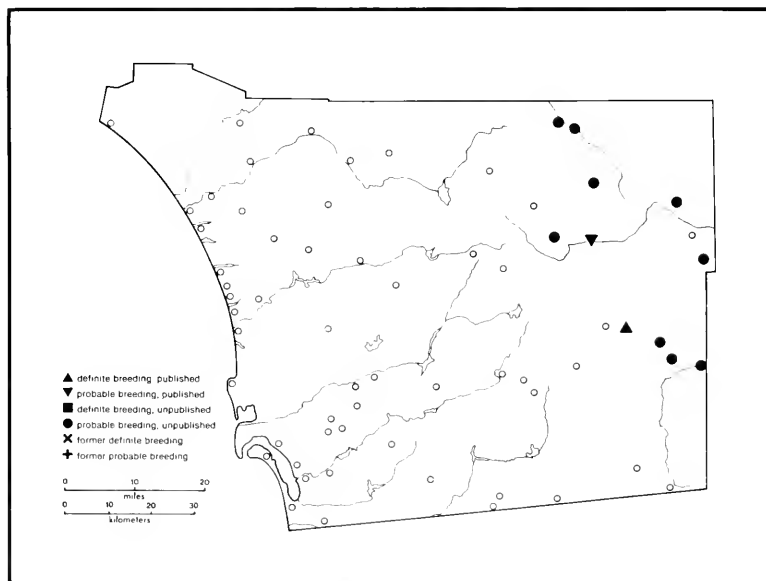 ▲ definite breeding, published
▼ probable breeding, published
■ definite breeding, unpublished
● probable breeding, unpublished
✕ former definite breeding
+ former probable breeding
0 10 20
miles
0 10 20 30
kilometers